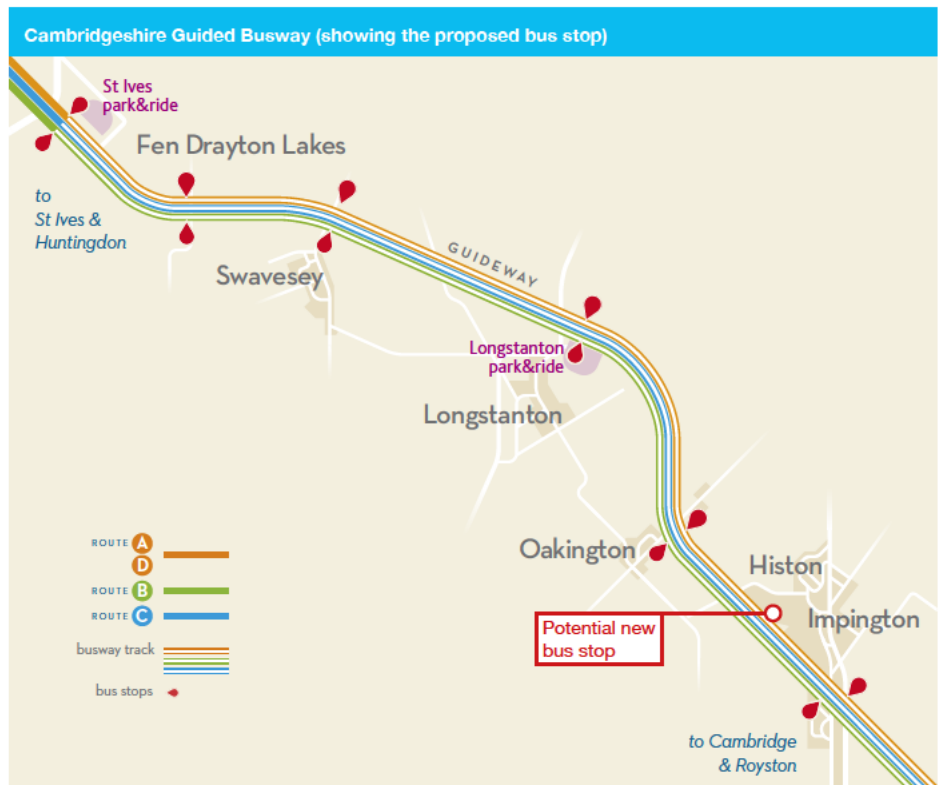 Cambridgeshire Guided Busway (showing the proposed bus stop)
St Ives
park&ride
Fen Drayton Lakes
to
St Ives &
Huntingdon
Swavesey
GUIDEWAY
Longstanton
park&ride
Longstanton
Oakington
Histon
Impington
Potential new
bus stop
ROUTE A
D
ROUTE B
ROUTE C
busway track
bus stops
to Cambridge
& Royston